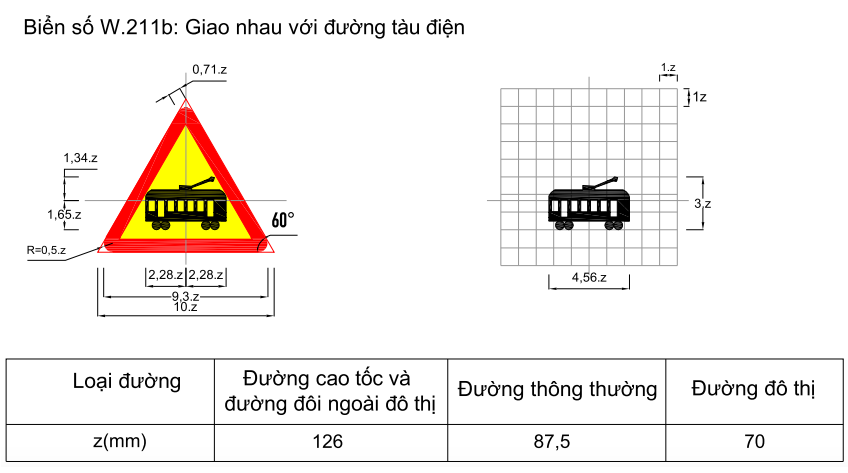 Biển số W.211b: Giao nhau với đường tàu điện
0,71.z
1.z
1z
1,34.z
1,65.z
60°
3.z
R=0,5.z
2,28.z
2,28.z
4,56.z
9,3.z
10.z
Loại đường
Đường cao tốc và
đường đôi ngoài đô thị
Đường thông thường
Đường đô thị
z(mm)
126
87,5
70